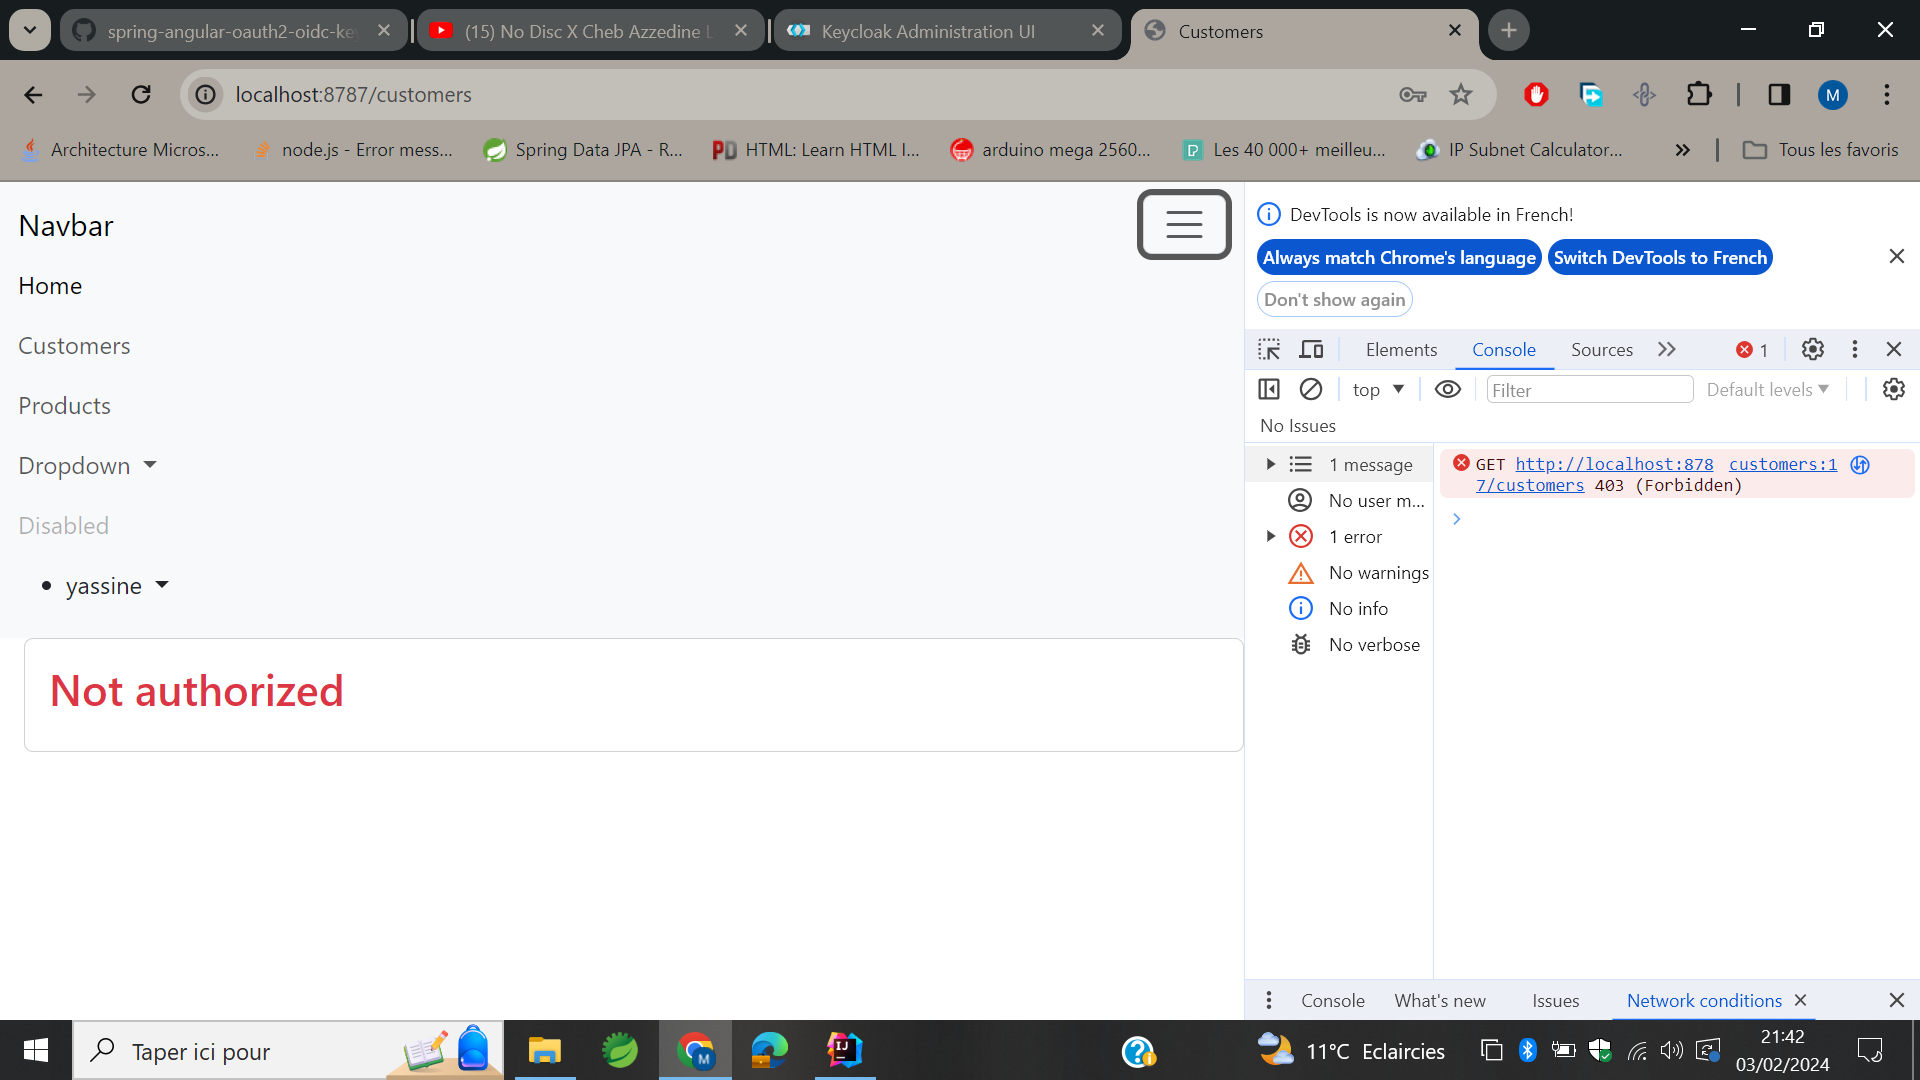 spring-angular-oauth2-oidc-ke
(15) No Disc X Cheb Azzedine L
Keycloak Administration UI
Customers
localhost:8787/customers
M
Architecture Micros...
node.js - Error mess...
Spring Data JPA - R...
HTML: Learn HTML I...
arduino mega 2560...
Les 40 000+ meilleu...
IP Subnet Calculator...
Tous les favoris
Navbar
Home
Customers
Products
Dropdown
Disabled
yassine
Not authorized
DevTools is now available in French!
Always match Chrome's language
Switch DevTools to French
Don't show again
Elements
Console
Sources
1
top
Filter
Default levels
No Issues
1 message
No user m...
1 error
No warnings
No info
No verbose
GET http://localhost:878 customers:1
7/customers 403 (Forbidden)
Console
What's new
Issues
Network conditions
Taper ici pour
11°C Eclaircies
21:42
03/02/2024